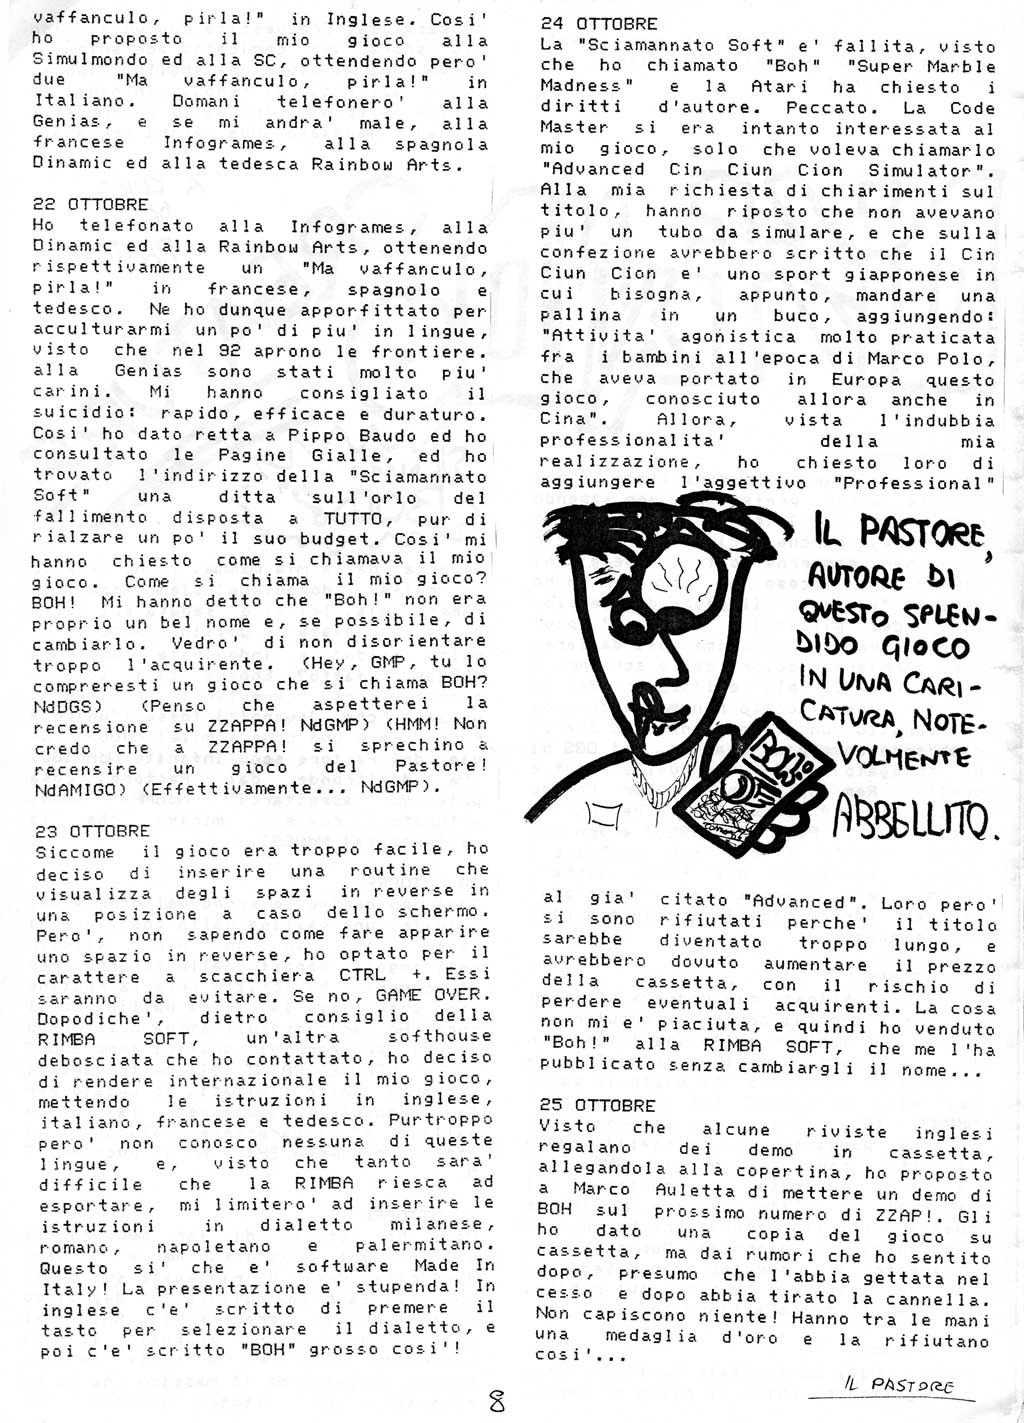 vaffanculo, pirla!" in Inglese. Cosi'
ho proposto il mio gioco alla
Simulmondo ed alla SC, ottendendo pero'
due "Ma vaffanculo, pirla!" in
Italiano. Domani telefonero' alla
Genias, e se mi andra' male, alla
francese Infogrames, alla spagnola
Dinamic ed alla tedesca Rainbow Arts.
22 OTTOBRE
Ho telefonato alla Infogrames, alla
Dinamic ed alla Rainbow Arts, ottenendo
rispettivamente un "Ma vaffanculo,
pirla!" in francese, spagnolo e
tedesco. Ne ho dunque apporfittato per
acculturarmi un po' di piu' in lingue,
visto che nel 92 aprono le frontiere.
alla Genias sono stati molto piu'
carini. Mi hanno consigliato il
suicidio: rapido, efficace e duraturo.
Cosi' ho dato retta a Pippo Baudo ed ho
consultato le Pagine Gialle, ed ho
trovato l'indirizzo della "Sciamannato
Soft" una ditta sull'orlo del
fallimento disposta a TUTTO, pur di
rialzare un po' il suo budget. Cosi' mi
hanno chiesto come si chiamava il mio
gioco. Come si chiama il mio gioco?
BOH! Mi hanno detto che "Boh!" non era
proprio un bel nome e, se possibile, di
cambiarlo. Vedro' di non disorientare
troppo l'acquirente. (Hey, GMP, tu lo
compreresti un gioco che si chiama BOH?
NdDGS) (Penso che aspetterei la
recensione su ZZAPPA! NdGMP) (HMM! Non
credo che a ZZAPPA! si sprechino a
recensire un gioco del Pastore!
NdAMIGO) (Effettivamente... NdGMP).
23 OTTOBRE
Siccome il gioco era troppo facile, ho
deciso di inserire una routine che
visualizza degli spazi in reverse in
una posizione a caso dello schermo.
Pero', non sapendo come fare apparire
uno spazio in reverse, ho optato per il
carattere a scacchiera CTRL +. Essi
saranno da evitare. Se no, GAME OVER.
Dopodiche', dietro consiglio della
RIMBA SOFT, un'altra softhouse
debosciata che ho contattato, ho deciso
di rendere internazionale il mio gioco,
mettendo le istruzioni in inglese,
italiano, francese e tedesco. Purtroppo
pero' non conosco nessuna di queste
lingue, e, visto che tanto sara'
difficile che la RIMBA riesca ad
esportare, mi limitero' ad inserire le
istruzioni in dialetto milanese,
romano, napoletano e palermitano.
Questo si' che e' software Made In
Italy! La presentazione e' stupenda! In
inglese c'e' scritto di premere il
tasto per selezionare il dialetto, e
poi c'e' scritto "BOH" grosso cosi'!
24 OTTOBRE
La "Sciamannato Soft" e' fallita, visto
che ho chiamato "Boh" "Super Marble
Madness" e la Atari ha chiesto i
diritti d'autore. Peccato. La Code
Master si era intanto interessata al
mio gioco, solo che voleva chiamarlo
"Advanced Cin Ciun Cion Simulator".
Alla mia richiesta di chiarimenti sul
titolo, hanno riposto che non avevano
piu' un tubo da simulare, e che sulla
confezione avrebbero scritto che il Cin
Ciun Cion e' uno sport giapponese in
cui bisogna, appunto, mandare una
pallina in un buco, aggiungendo:
"Attivita' agonistica molto praticata
fra i bambini all'epoca di Marco Polo,
che aveva portato in Europa questo
gioco, conosciuto allora anche in
Cina". Allora, vista l'indubbia
professionalita' della mia
realizzazione, ho chiesto loro di
aggiungere l'aggettivo "Professional"
IL PASTORE,
AUTORE DI
QUESTO SPLEN-
DIDO GIOCO
IN UNA CARI-
CATURA, NOTE-
VOLMENTE
ABBELLITO.
al gia' citato "Advanced". Loro pero'
si sono rifiutati perche' il titolo
sarebbe diventato troppo lungo, e
avrebbero dovuto aumentare il prezzo
della cassetta, con il rischio di
perdere eventuali acquirenti. La cosa
non mi e' piaciuta, e quindi ho venduto
"Boh!" alla RIMBA SOFT, che me l'ha
pubblicato senza cambiargli il nome...
25 OTTOBRE
Visto che alcune riviste inglesi
regalano dei demo in cassetta,
allegandola alla copertina, ho proposto
a Marco Auletta di mettere un demo di
BOH sul prossimo numero di ZZAP!. Gli
ho dato una copia del gioco su
cassetta, ma dai rumori che ho sentito
dopo, presumo che l'abbia gettata nel
cesso e dopo abbia tirato la cannella.
Non capiscono niente! Hanno tra le mani
una medaglia d'oro e la rifiutano
cosi'...
IL PASTORE
8